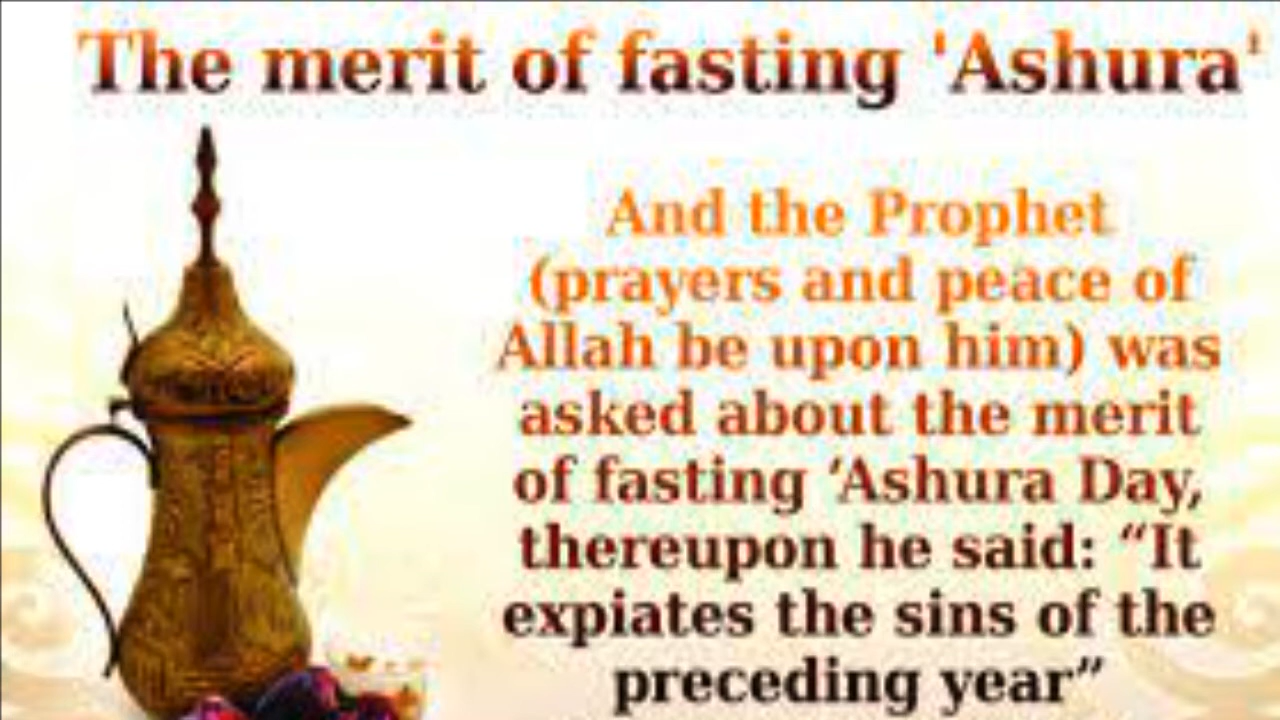 The merit of fasting 'Ashura'
And the Prophet
(prayers and peace of
Allah be upon him) was
asked about the merit
of fasting ‘Ashura Day,
thereupon he said: “It
expiates the sins of the
preceding year”